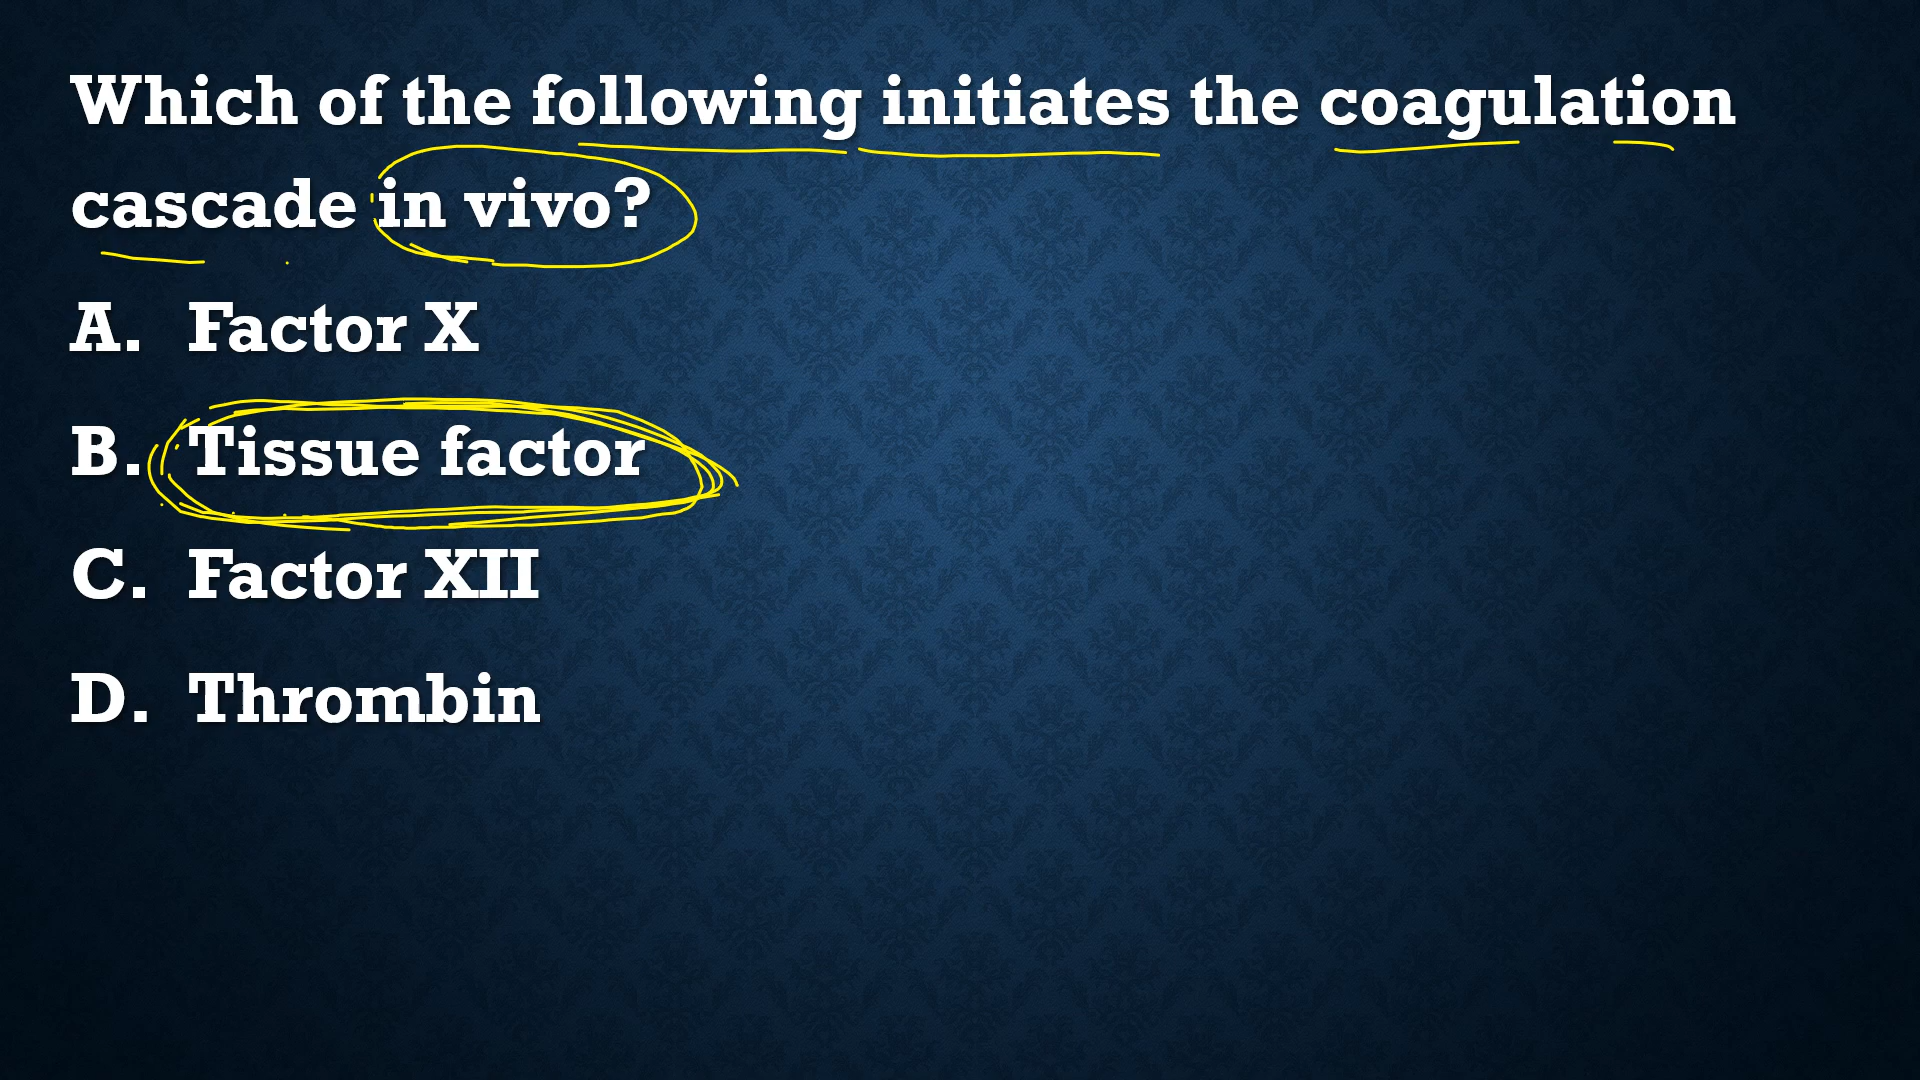 Which of the following initiates the coagulation
cascade in vivo?
A. Factor X
B. Tissue factor
C. Factor XII
D. Thrombin